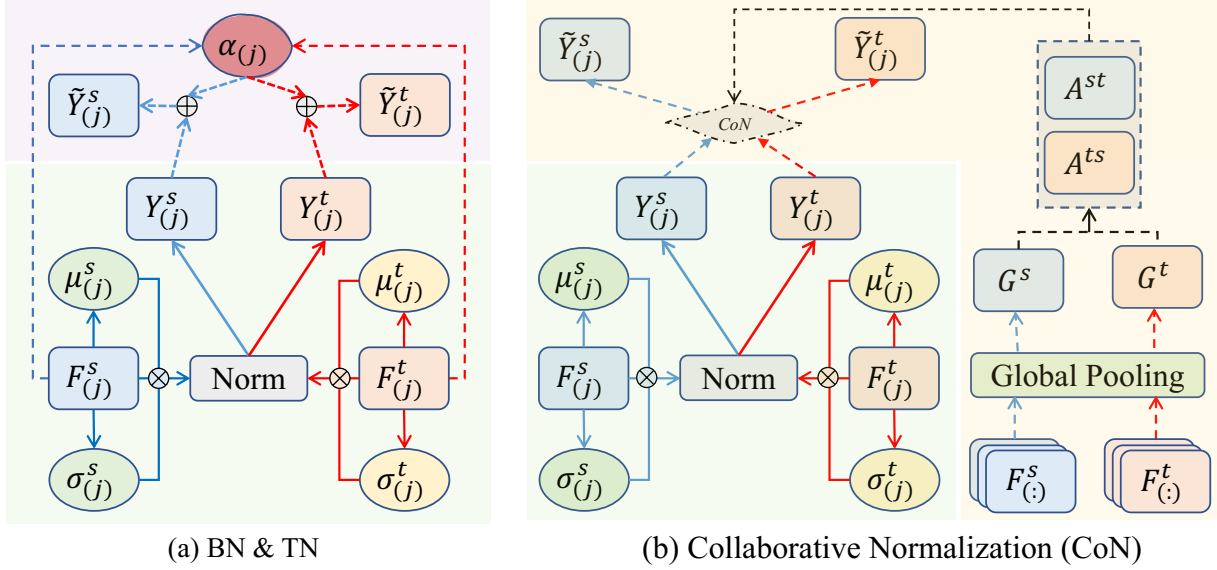 α_(j)
Ỹ^s_(j)
⊕
⊕
Ỹ^t_(j)
Y^s_(j)
Y^t_(j)
μ^s_(j)
μ^t_(j)
F^s_(j)
⊗
Norm
⊗
F^t_(j)
σ^s_(j)
σ^t_(j)
(a) BN & TN
Ỹ^s_(j)
Ỹ^t_(j)
CoN
A^st
A^ts
Y^s_(j)
Y^t_(j)
G^s
G^t
μ^s_(j)
μ^t_(j)
F^s_(j)
⊗
Norm
⊗
F^t_(j)
Global Pooling
σ^s_(j)
σ^t_(j)
F^s_(:)
F^t_(:)
(b) Collaborative Normalization (CoN)